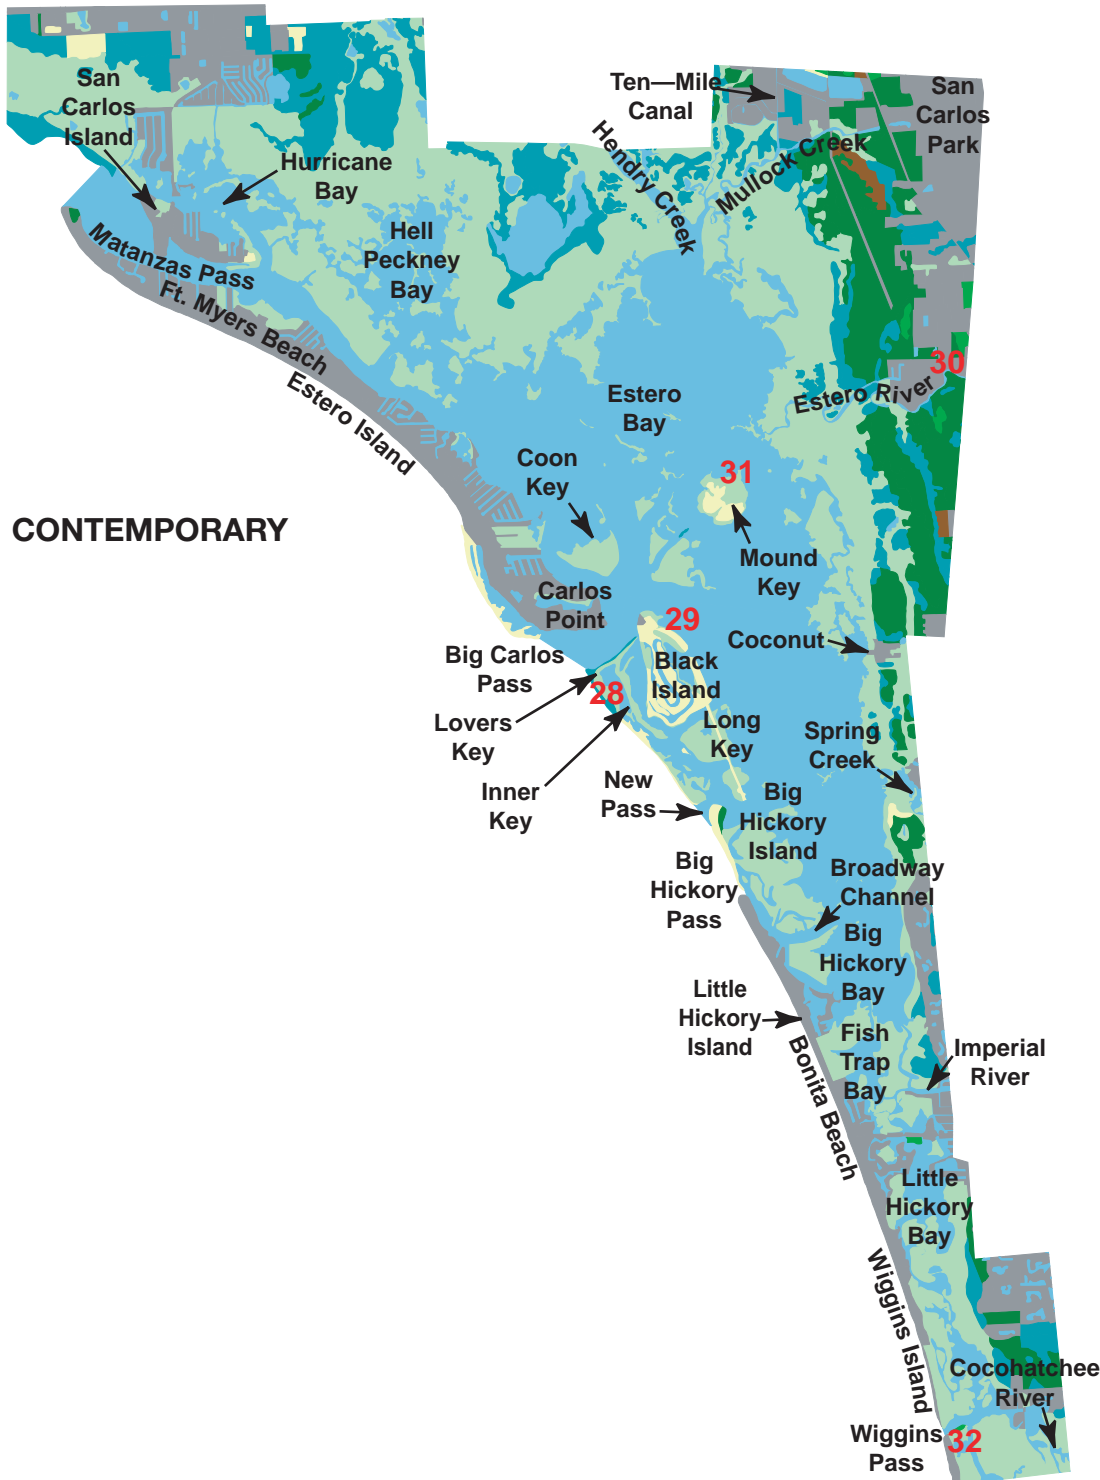 San
Carlos
Island
Hurricane
Bay
Hell
Peckney
Bay
Ten—Mile
Canal
San
Carlos
Park
Hendry Creek
Mullock Creek
Matanzas Pass
Ft. Myers Beach
Estero Island
Estero
Bay
30
Estero River
Coon
Key
31
CONTEMPORARY
Mound
Key
Carlos
Point
29
Coconut
Big Carlos
Pass
Black
Island
28
Lovers
Key
Long
Key
Spring
Creek
Inner
Key
New
Pass
Big
Hickory
Island
Big
Hickory
Pass
Broadway
Channel
Big
Hickory
Bay
Little
Hickory
Island
Fish
Trap
Bay
Imperial
River
Bonita Beach
Little
Hickory
Bay
Wiggins Island
Cocohatchee
River
Wiggins
Pass
32